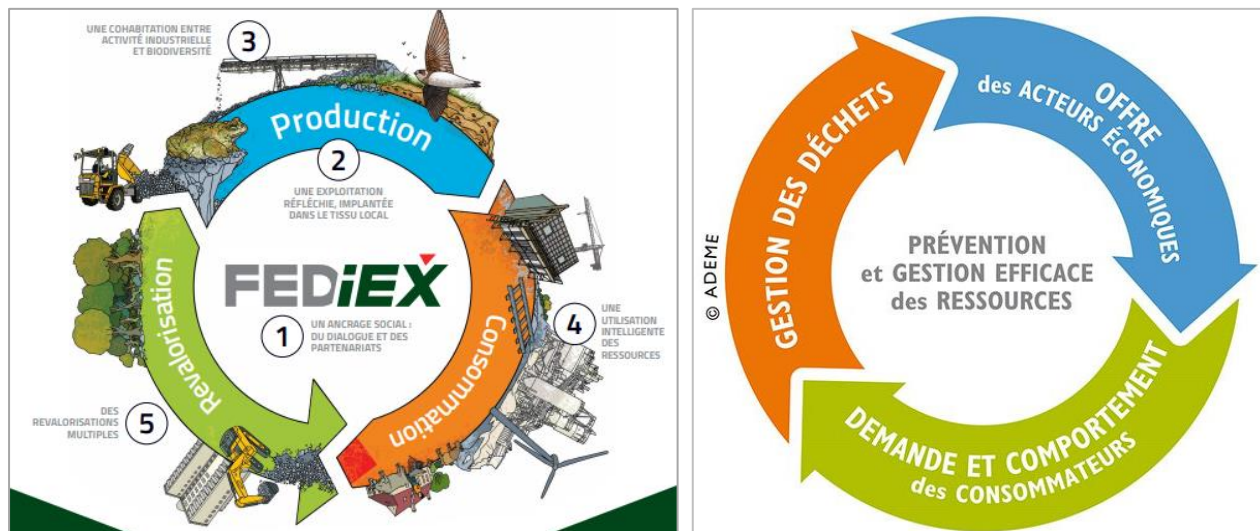 UNE COHABITATION ENTRE
ACTIVITÉ INDUSTRIELLE
ET BIODIVERSITÉ
3
Production
2
UNE EXPLOITATION
RÉFLÉCHIE, IMPLANTÉE
DANS LE TISSU LOCAL
FEDiEX
1
UN ANCRAGE SOCIAL :
DU DIALOGUE ET DES
PARTENARIATS
Consommation
4
UNE
UTILISATION
INTELLIGENTE
DES
RESSOURCES
Revalorisation
DES
REVALORISATIONS
MULTIPLES
5
OFFRE
des ACTEURS ÉCONOMIQUES
DEMANDE ET COMPORTEMENT
des CONSOMMATEURS
GESTION DES DÉCHETS
PRÉVENTION
et GESTION EFFICACE
des RESSOURCES
© ADEME